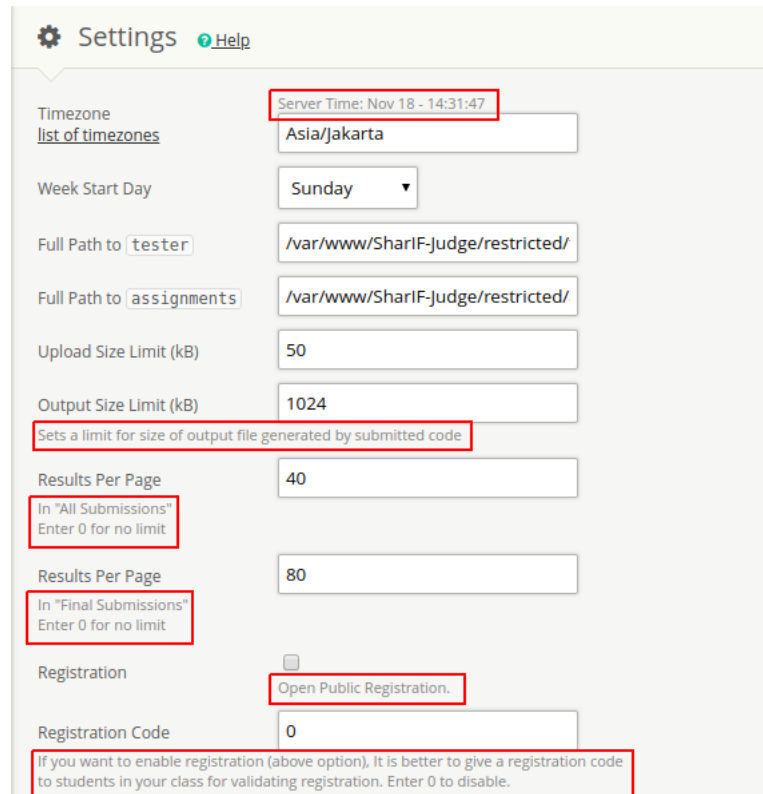 Settings Help
Server Time: Nov 18 - 14:31:47
Timezone
list of timezones
Asia/Jakarta
Week Start Day
Sunday
Full Path to tester
/var/www/SharIF-Judge/restricted/
Full Path to assignments
/var/www/SharIF-Judge/restricted/
Upload Size Limit (kB)
50
Output Size Limit (kB)
1024
Sets a limit for size of output file generated by submitted code
Results Per Page
40
In "All Submissions"
Enter 0 for no limit
Results Per Page
80
In "Final Submissions"
Enter 0 for no limit
Registration
Open Public Registration.
Registration Code
0
If you want to enable registration (above option), It is better to give a registration code
to students in your class for validating registration. Enter 0 to disable.